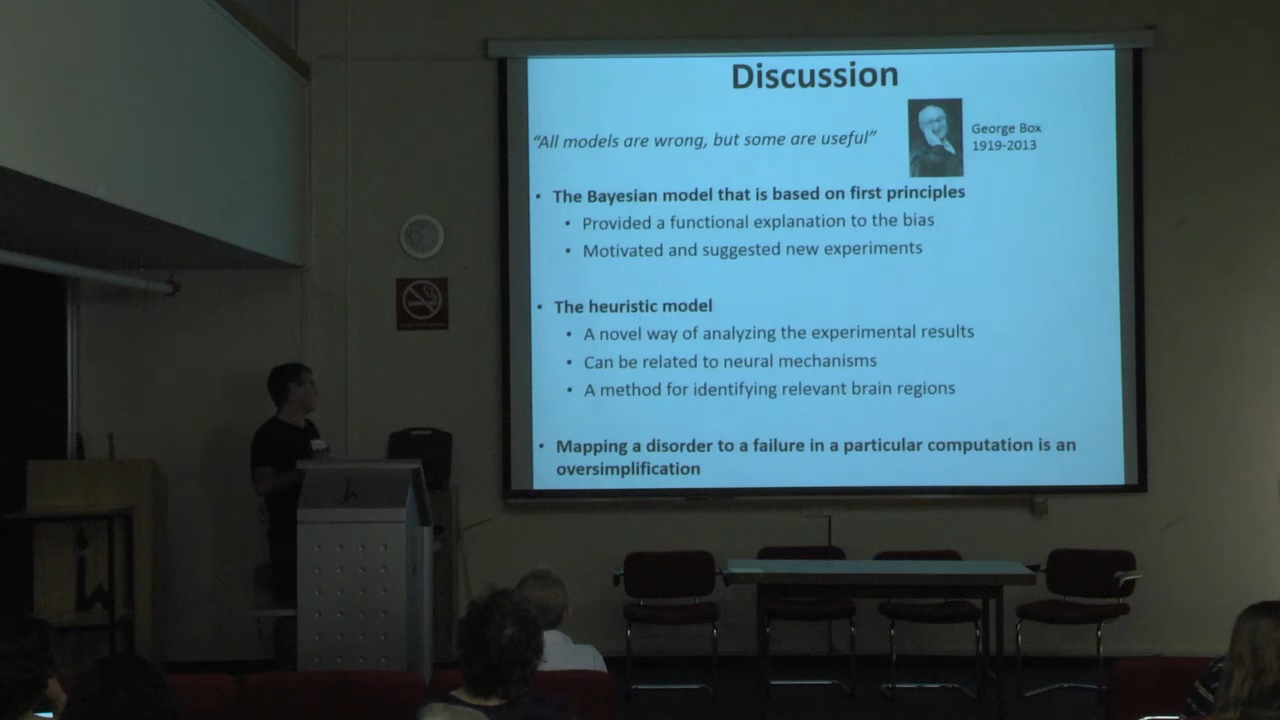 Discussion
“All models are wrong, but some are useful”
George Box
1919-2013
• The Bayesian model that is based on first principles
• Provided a functional explanation to the bias
• Motivated and suggested new experiments
• The heuristic model
• A novel way of analyzing the experimental results
• Can be related to neural mechanisms
• A method for identifying relevant brain regions
• Mapping a disorder to a failure in a particular computation is an
oversimplification